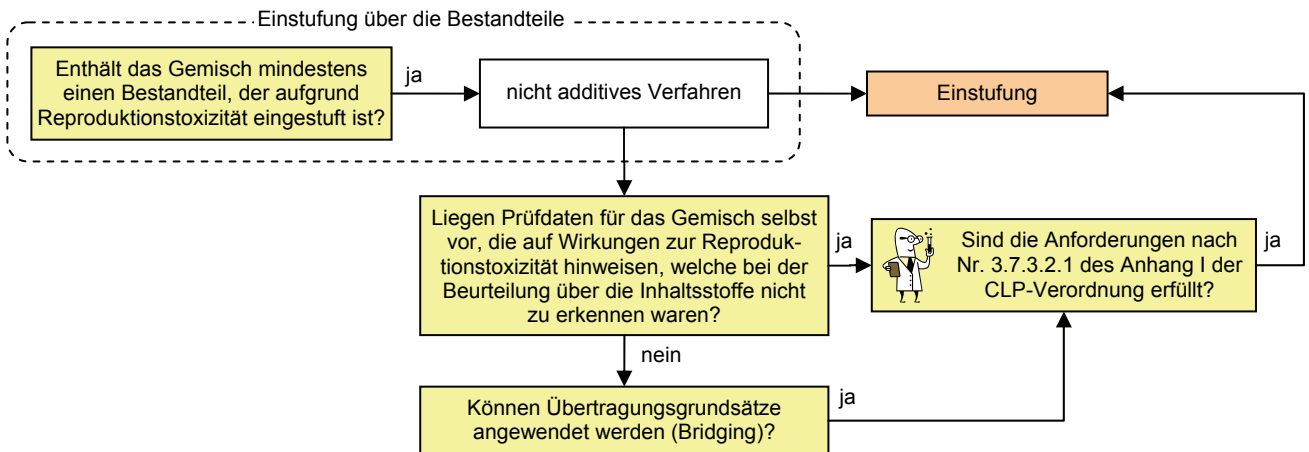 Einstufung über die Bestandteile
Enthält das Gemisch mindestens
einen Bestandteil, der aufgrund
Reproduktionstoxizität eingestuft ist?
ja
nicht additives Verfahren
Einstufung
Liegen Prüfdaten für das Gemisch selbst
vor, die auf Wirkungen zur Reproduk-
tionstoxizität hinweisen, welche bei der
Beurteilung über die Inhaltsstoffe nicht
zu erkennen waren?
ja
Sind die Anforderungen nach
Nr. 3.7.3.2.1 des Anhang I der
CLP-Verordnung erfüllt?
ja
nein
Können Übertragungsgrundsätze
angewendet werden (Bridging)?
ja